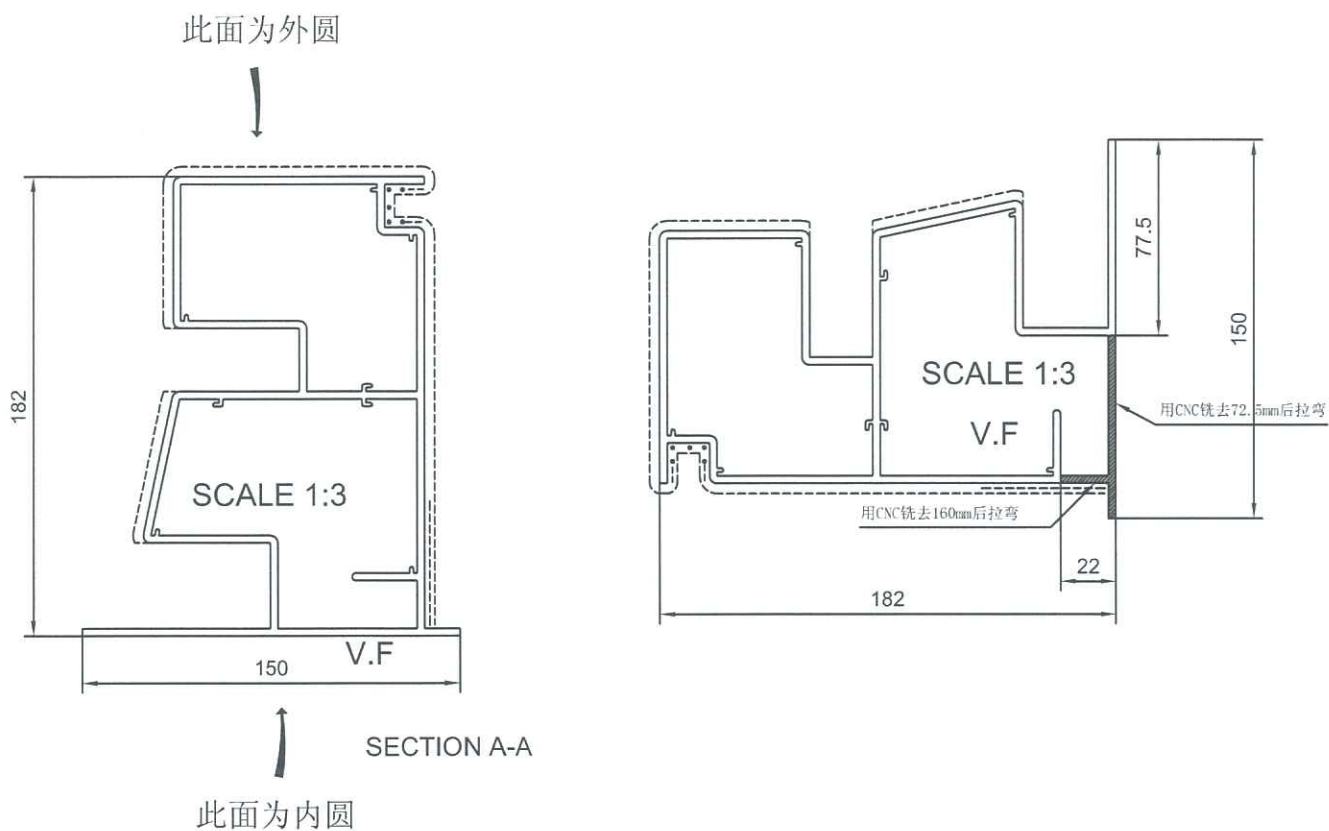 此面为外圆
182
SCALE 1:3
V.F
150
SECTION A-A
此面为内圆
77.5
150
SCALE 1:3
用CNC铣去72.5mm后拉弯
V.F
用CNC铣去160mm后拉弯
22
182